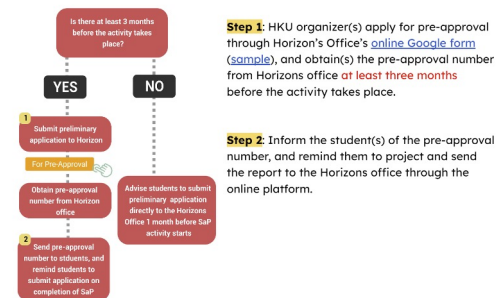 Is there at least 3 months
before the activity takes
place?
YES
NO
1
Submit preliminary
application to Horizon
For Pre-Approval
Obtain pre-approval
number from Horizon
office
2
Send pre-approval
number to stduents, and
remind students to
submit application on
completion of SaP
Advise students to submit
preliminary application
directly to the Horizons
Office 1 month before SaP
activity starts
Step 1: HKU organizer(s) apply for pre-approval
through Horizon's Office's online Google form
(sample), and obtain(s) the pre-approval number
from Horizons office at least three months
before the activity takes place.
Step 2: Inform the student(s) of the pre-approval
number, and remind them to project and send
the report to the Horizons office through the
online platform.